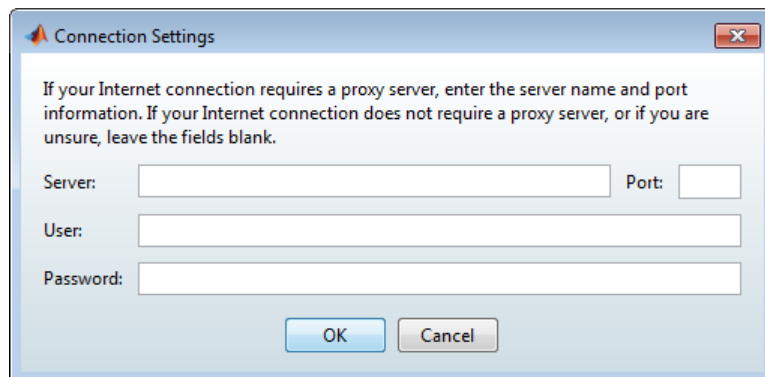 Connection Settings
If your Internet connection requires a proxy server, enter the server name and port
information. If your Internet connection does not require a proxy server, or if you are
unsure, leave the fields blank.
Server: Port:
User:
Password:
OK Cancel